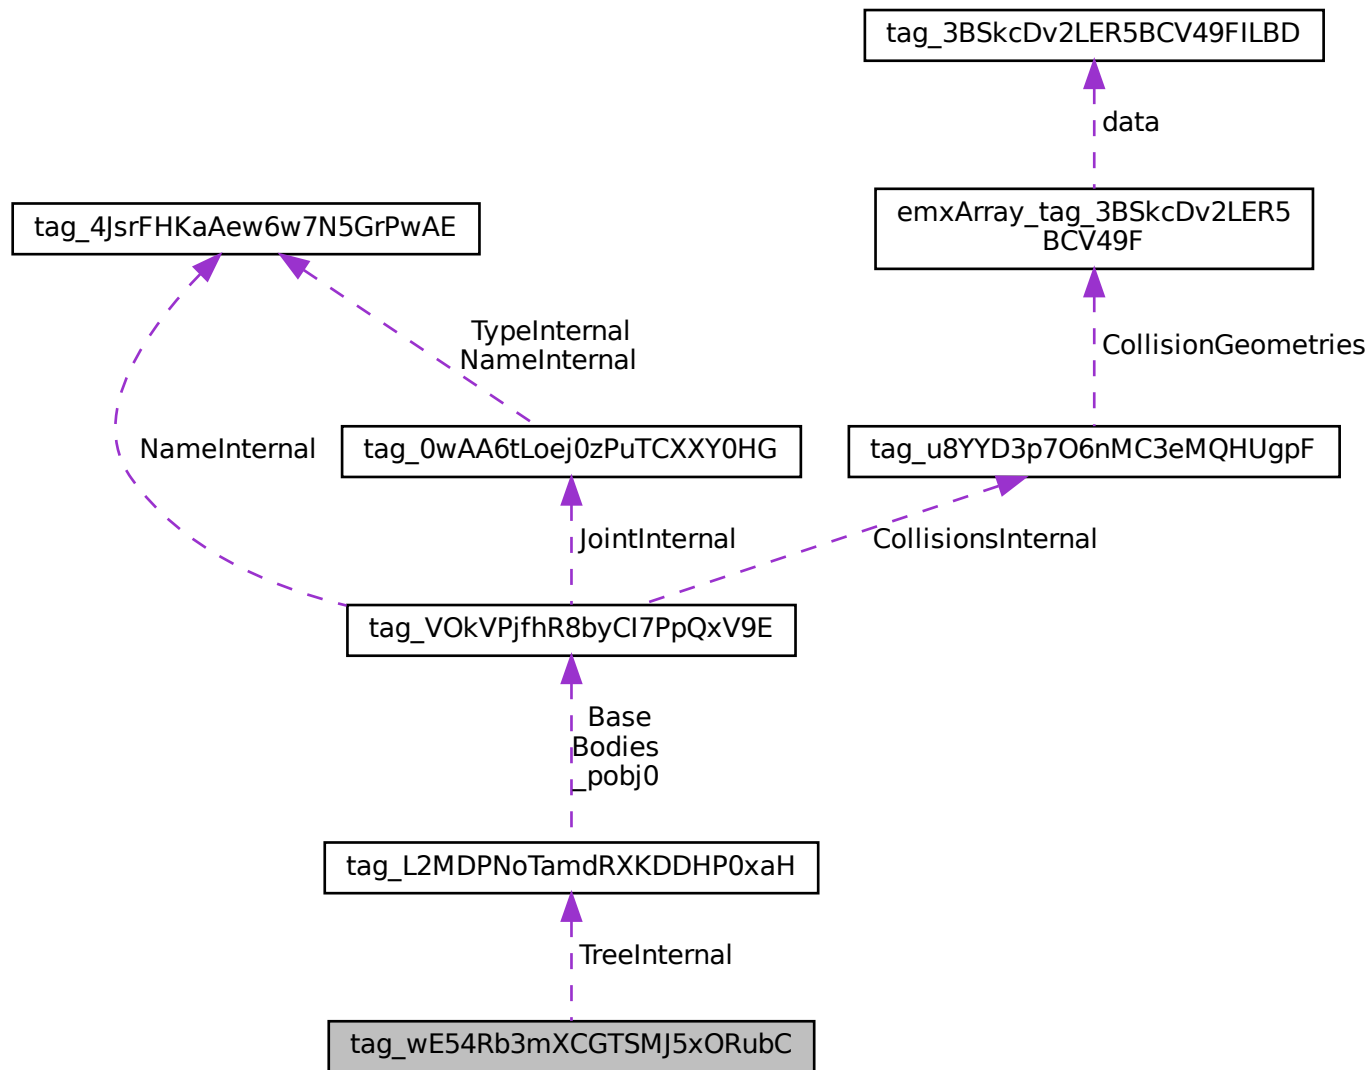 tag_3BSkcDv2LER5BCV49FILBD
data
tag_4JsrFHKaAew6w7N5GrPwAE
emxArray_tag_3BSkcDv2LER5
BCV49F
TypeInternal
NameInternal
CollisionGeometries
NameInternal
tag_0wAA6tLoej0zPuTCXXY0HG
tag_u8YYD3p7O6nMC3eMQHUgpF
JointInternal
CollisionsInternal
tag_VOkVPjfhR8byCI7PpQxV9E
Base
Bodies
_pobj0
tag_L2MDPNoTamdRXKDDHP0xaH
TreeInternal
tag_wE54Rb3mXCGTSMJ5xORubC